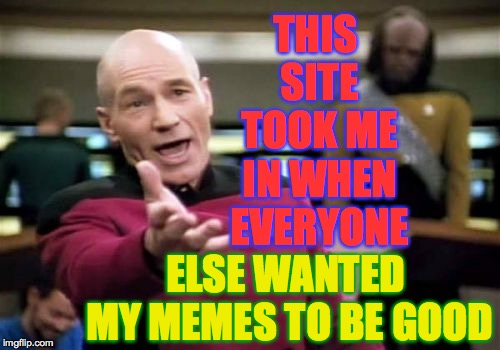 THIS
SITE
TOOK ME
IN WHEN
EVERYONE
ELSE WANTED
MY MEMES TO BE GOOD
imgflip.com